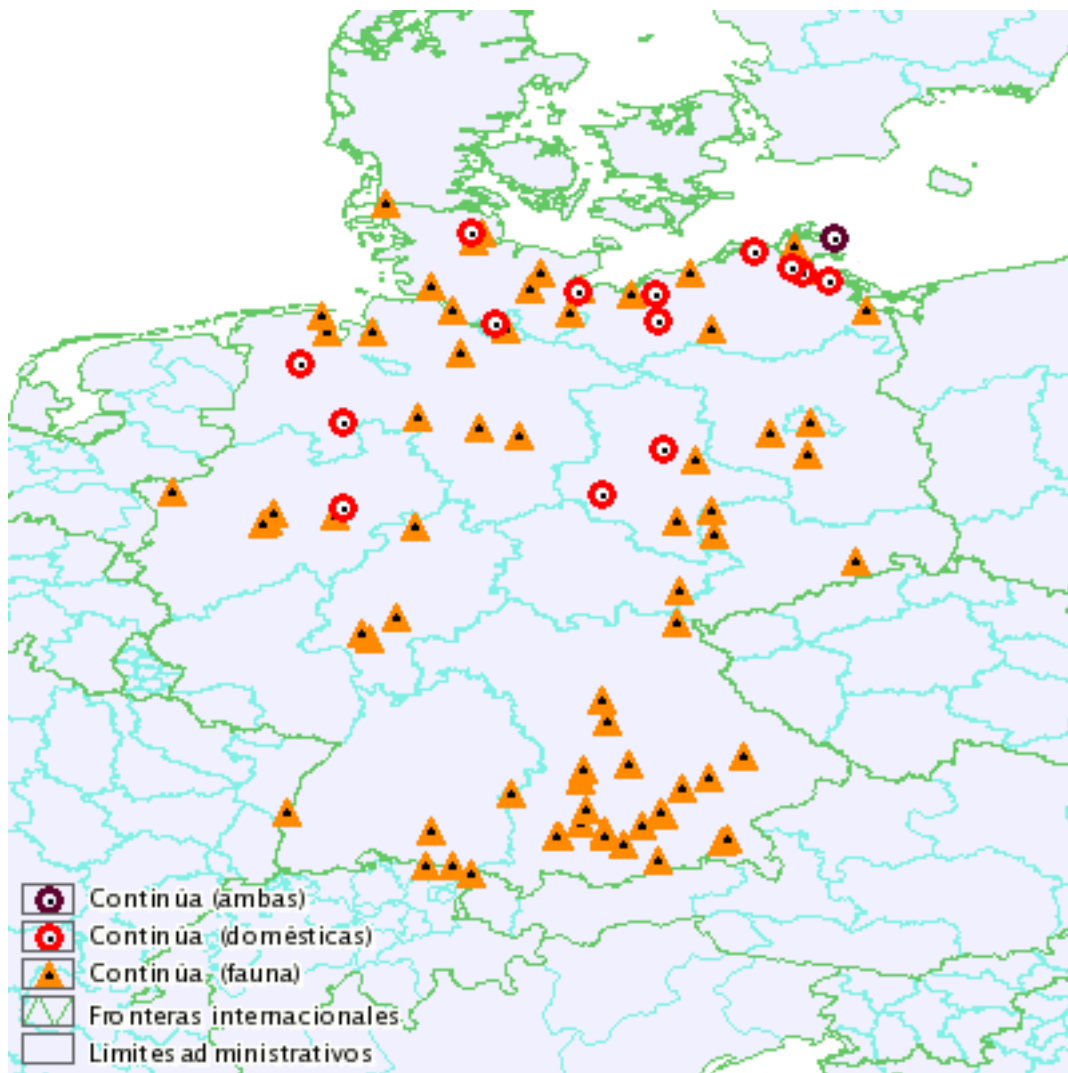 Continúa (ambas)
Continúa (domésticas)
Continúa (fauna)
Fronteras internacionales
Límites administrativos